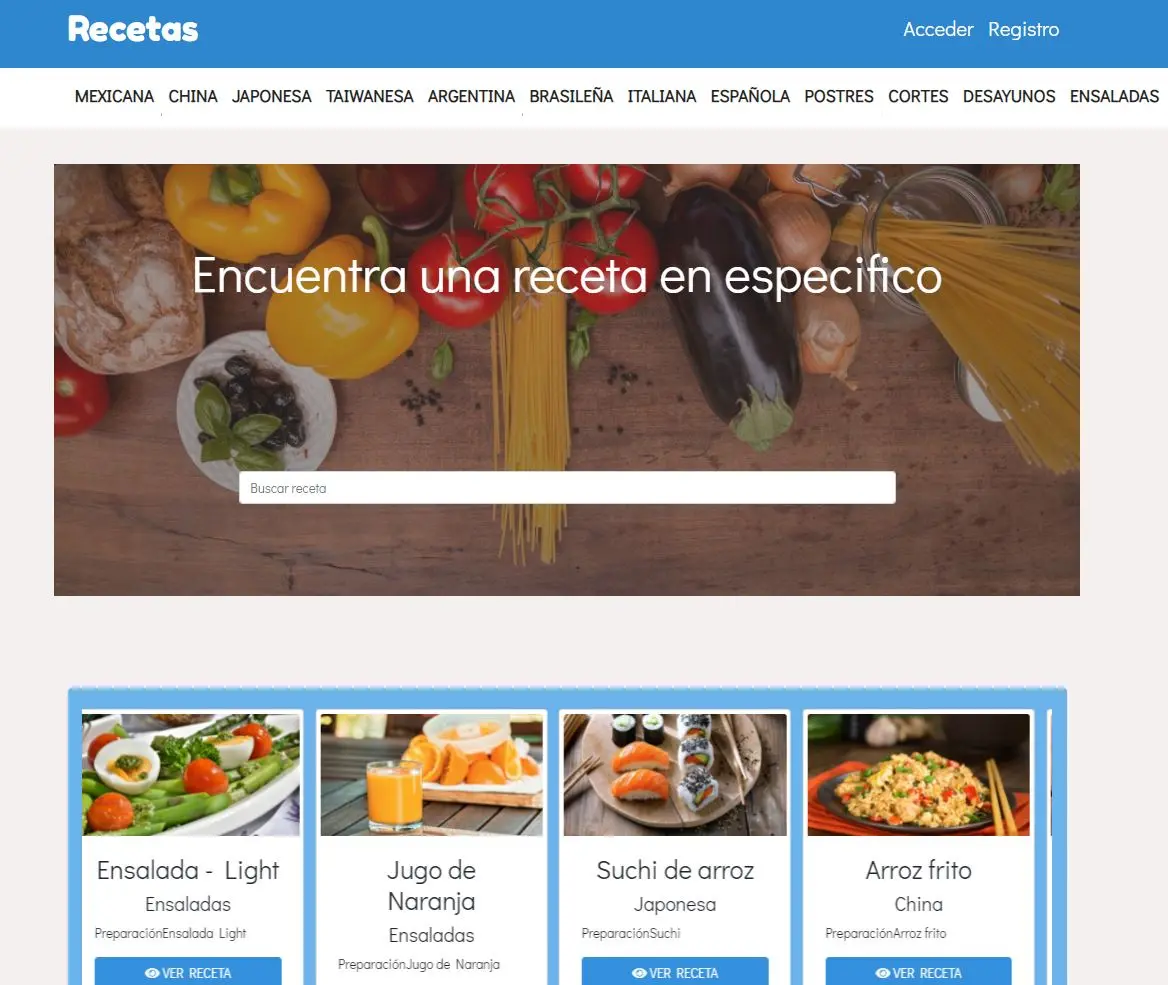 Recetas
Acceder Registro
MEXICANA CHINA JAPONESA TAIWANESA ARGENTINA BRASILEÑA ITALIANA ESPAÑOLA POSTRES CORTES DESAYUNOS ENSALADAS
Encuentra una receta en especifico
Buscar receta
Ensalada - Light
Ensaladas
PreparaciónEnsalada Light
VER RECETA
Jugo de
Naranja
Ensaladas
PreparaciónJugo de Naranja
Suchi de arroz
Japonesa
PreparaciónSuchi
VER RECETA
Arroz frito
China
PreparaciónArroz frito
VER RECETA